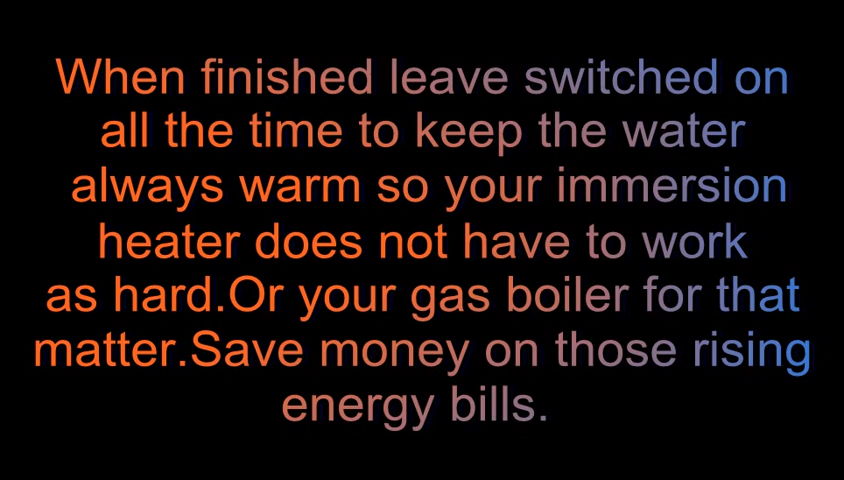 When finished leave switched on
all the time to keep the water
always warm so your immersion
heater does not have to work
as hard.Or your gas boiler for that
matter.Save money on those rising
energy bills.